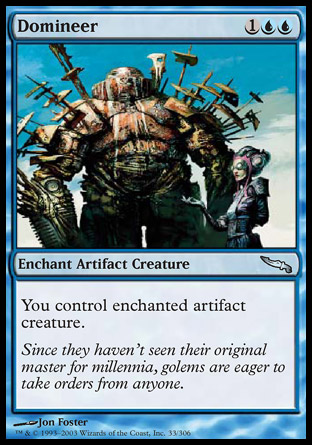 Domineer 1
Enchant Artifact Creature
You control enchanted artifact
creature.
Since they haven't seen their original
master for millennia, golems are eager to
take orders from anyone.
Jon Foster
™ & © 1993–2003 Wizards of the Coast, Inc. 33/306